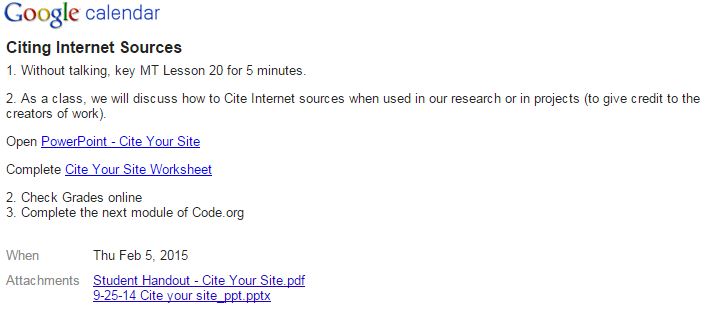 Google calendar
Citing Internet Sources
1. Without talking, key MT Lesson 20 for 5 minutes.
2. As a class, we will discuss how to Cite Internet sources when used in our research or in projects (to give credit to the
creators of work).
Open PowerPoint - Cite Your Site
Complete Cite Your Site Worksheet
2. Check Grades online
3. Complete the next module of Code.org
When Thu Feb 5, 2015
Attachments Student Handout - Cite Your Site.pdf
9-25-14 Cite your site_ppt.pptx